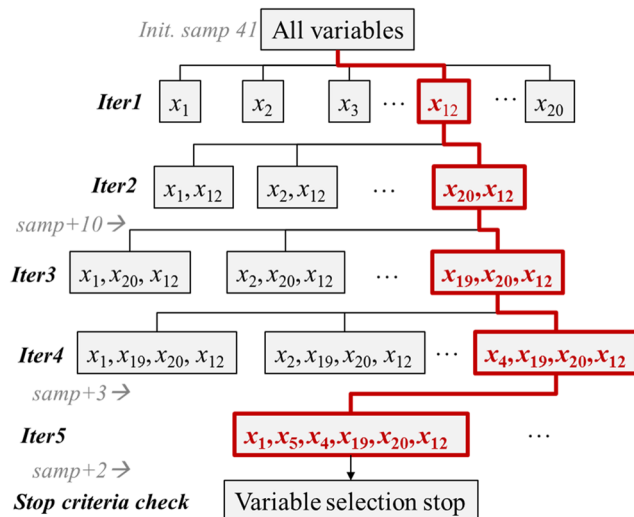 Init. samp 41 All variables
Iter1 x₁ x₂ x₃ ... x₁₂ ... x₂₀
Iter2 x₁, x₁₂ x₂, x₁₂ ... x₂₀, x₁₂
samp+10→
Iter3 x₁, x₂₀, x₁₂ x₂, x₂₀, x₁₂ ... x₁₉, x₂₀, x₁₂
Iter4 x₁, x₁₉, x₂₀, x₁₂ x₂, x₁₉, x₂₀, x₁₂ ... x₄, x₁₉, x₂₀, x₁₂
samp+3→
Iter5 x₁, x₅, x₄, x₁₉, x₂₀, x₁₂ ...
samp+2→
Stop criteria check Variable selection stop